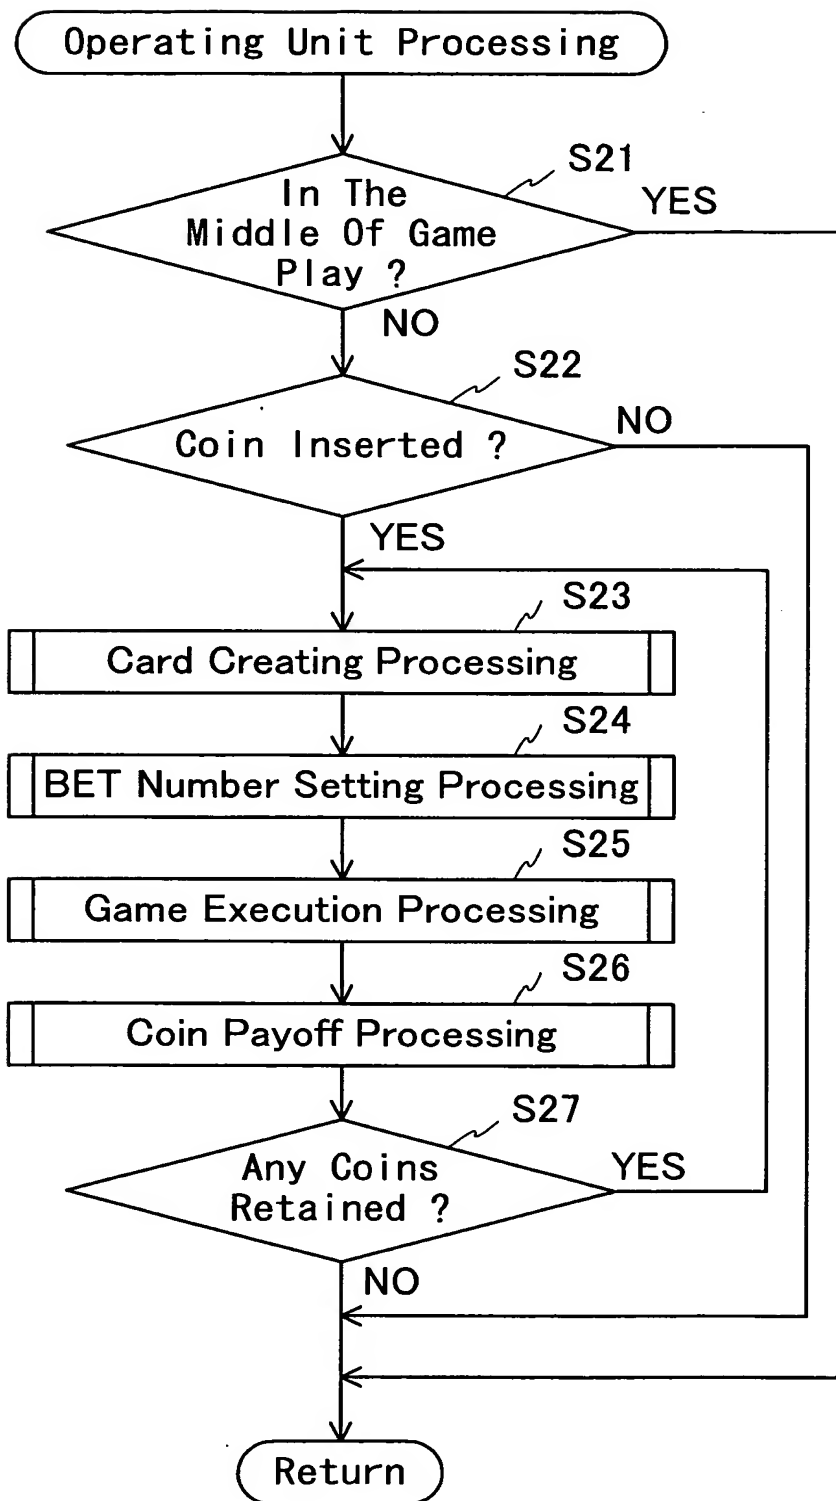 Operating Unit Processing
S21
In The
Middle Of Game
Play ?
YES
NO
S22
Coin Inserted ?
NO
YES
S23
Card Creating Processing
S24
BET Number Setting Processing
S25
Game Execution Processing
S26
Coin Payoff Processing
S27
Any Coins
Retained ?
YES
NO
Return